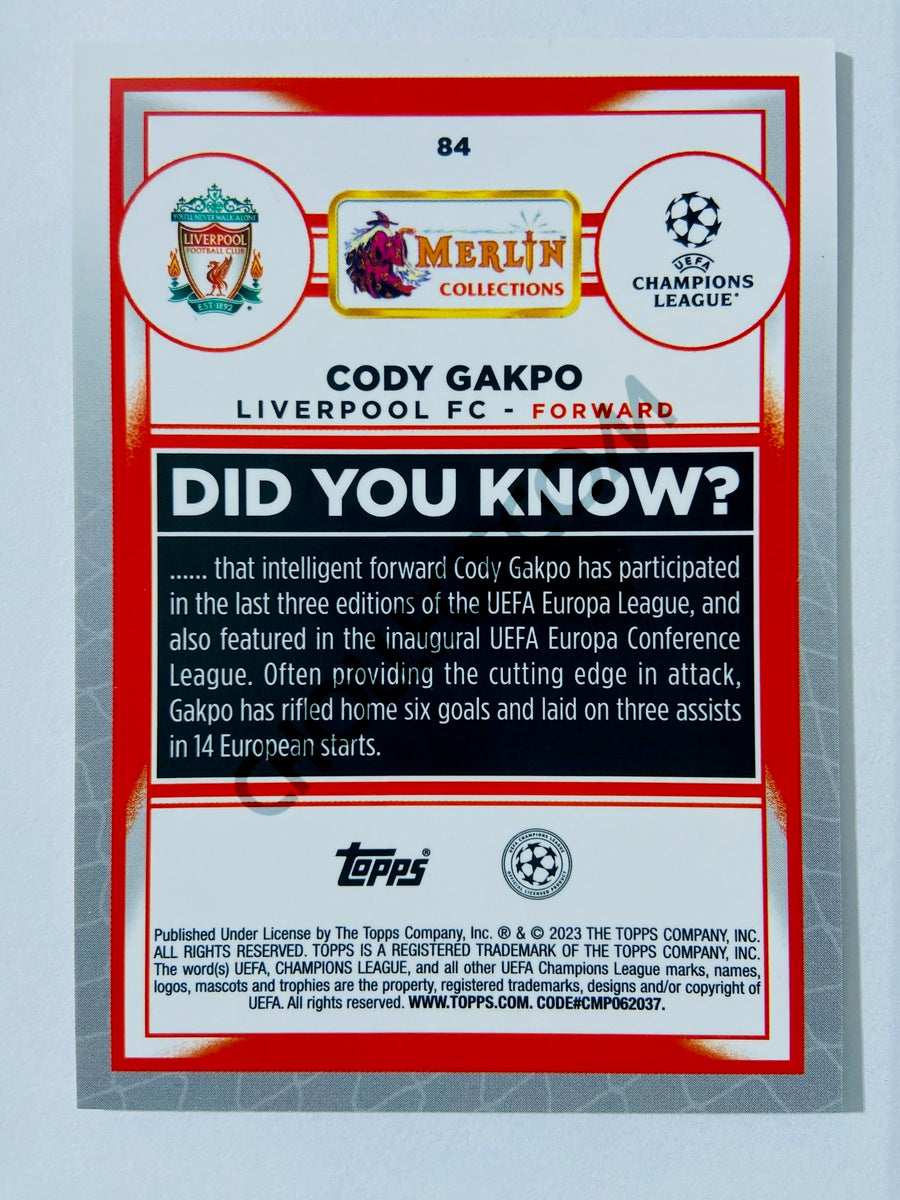 84
YOU'LL NEVER WALK ALONE
LIVERPOOL
FOOTBALL CLUB
EST·1892
MERLIN
COLLECTIONS
UEFA
CHAMPIONS
LEAGUE®
CODY GAKPO
LIVERPOOL FC - FORWARD
DID YOU KNOW?
...... that intelligent forward Cody Gakpo has participated
in the last three editions of the UEFA Europa League, and
also featured in the inaugural UEFA Europa Conference
League. Often providing the cutting edge in attack,
Gakpo has rifled home six goals and laid on three assists
in 14 European starts.
topps®
UEFA CHAMPIONS LEAGUE
OFFICIAL LICENSED PRODUCT
Published Under License by The Topps Company, Inc. ® & © 2023 THE TOPPS COMPANY, INC.
ALL RIGHTS RESERVED. TOPPS IS A REGISTERED TRADEMARK OF THE TOPPS COMPANY, INC.
The word(s) UEFA, CHAMPIONS LEAGUE, and all other UEFA Champions League marks, names,
logos, mascots and trophies are the property, registered trademarks, designs and/or copyright of
UEFA. All rights reserved. WWW.TOPPS.COM. CODE#CMP062037.